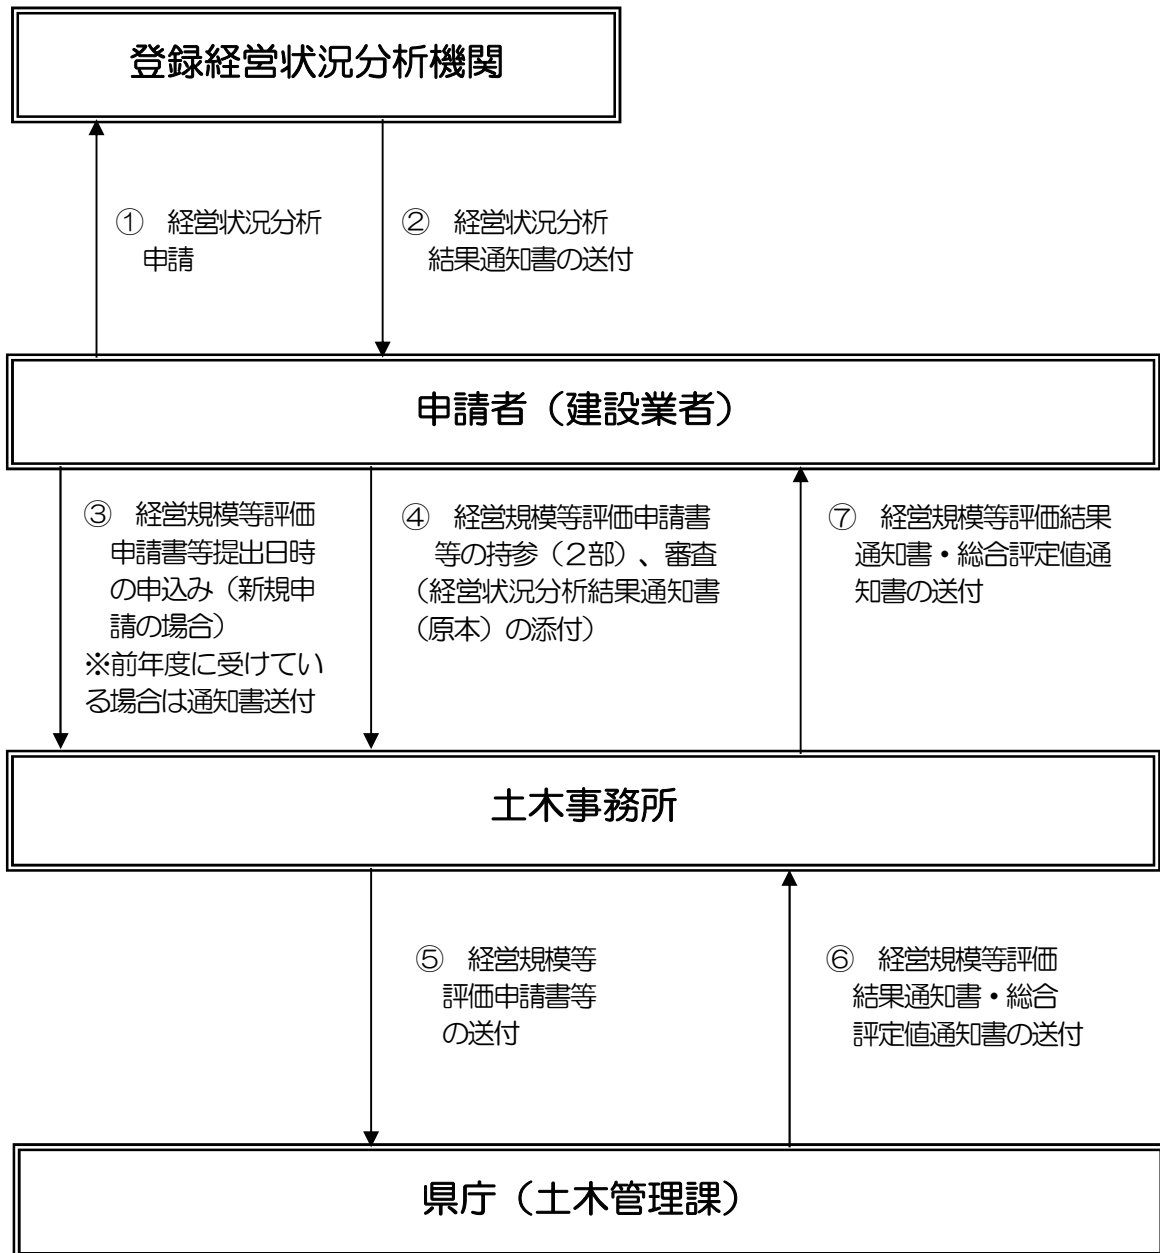 登録経営状況分析機関
①　経営状況分析
申請
②　経営状況分析
結果通知書の送付
申請者（建設業者）
③　経営規模等評価
申請書等提出日時
の申込み（新規申
請の場合）
※前年度に受けてい
る場合は通知書送付
④　経営規模等評価申請書
等の持参（２部）、審査
（経営状況分析結果通知書
（原本）の添付）
⑦　経営規模等評価結果
通知書・総合評定値通
知書の送付
土木事務所
⑤　経営規模等
評価申請書等
の送付
⑥　経営規模等評価
結果通知書・総合
評定値通知書の送付
県庁（土木管理課）